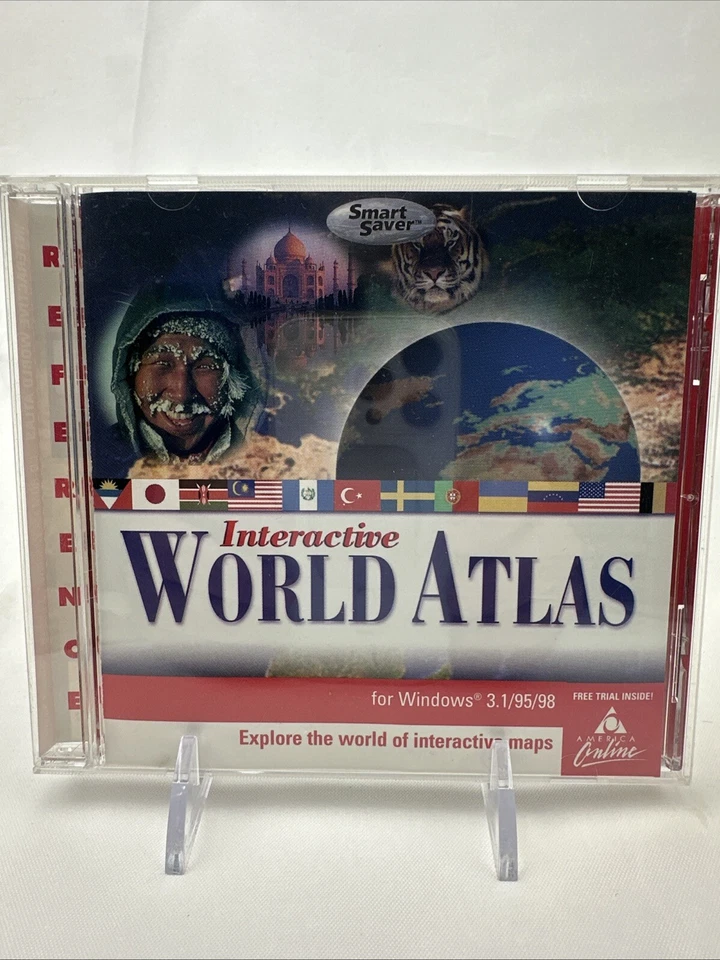 Smart
Saver™
REFERENCE
Interactive
WORLD ATLAS
for Windows® 3.1/95/98
FREE TRIAL INSIDE!
Explore the world of interactive maps
AMERICA
Online